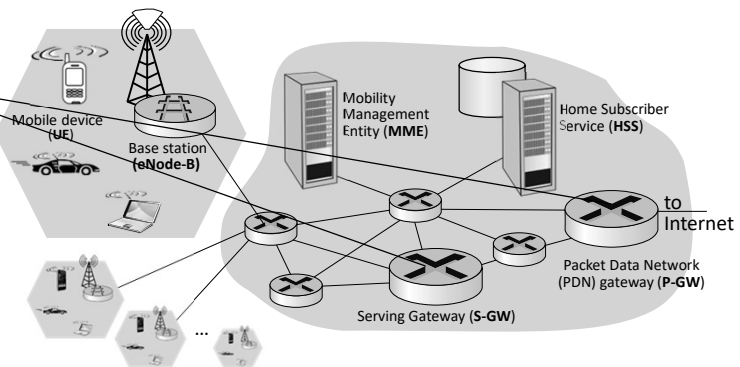 Mobile device
(UE)
Base station
(eNode-B)
Mobility
Management
Entity (MME)
Home Subscriber
Service (HSS)
to
Internet
Packet Data Network
(PDN) gateway (P-GW)
Serving Gateway (S-GW)
...